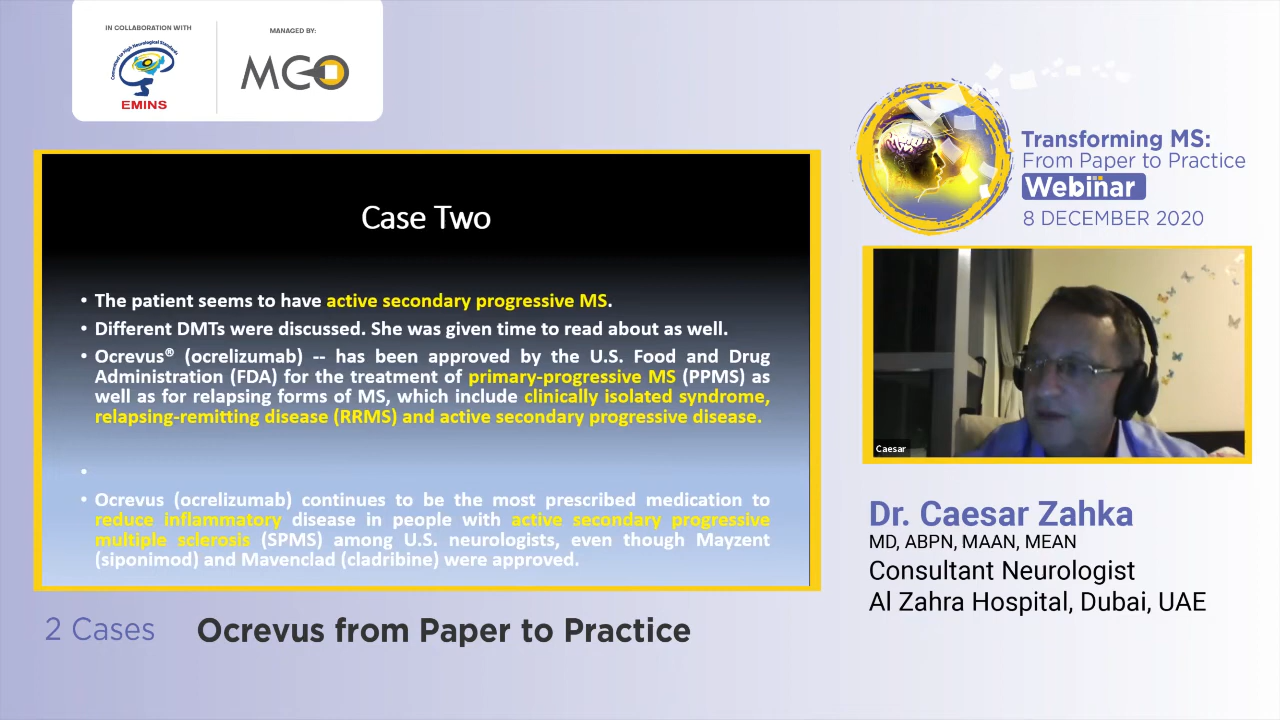 IN COLLABORATION WITH
Committed to High Neurological Standards
EMINS
MANAGED BY:
MCO
Transforming MS:
From Paper to Practice
Webinar
8 DECEMBER 2020
Case Two
• The patient seems to have active secondary progressive MS.
• Different DMTs were discussed. She was given time to read about as well.
• Ocrevus® (ocrelizumab) -- has been approved by the U.S. Food and Drug
Administration (FDA) for the treatment of primary-progressive MS (PPMS) as
well as for relapsing forms of MS, which include clinically isolated syndrome,
relapsing-remitting disease (RRMS) and active secondary progressive disease.
•
• Ocrevus (ocrelizumab) continues to be the most prescribed medication to
reduce inflammatory disease in people with active secondary progressive
multiple sclerosis (SPMS) among U.S. neurologists, even though Mayzent
(siponimod) and Mavenclad (cladribine) were approved.
Caesar
Dr. Caesar Zahka
MD, ABPN, MAAN, MEAN
Consultant Neurologist
Al Zahra Hospital, Dubai, UAE
2 Cases
Ocrevus from Paper to Practice